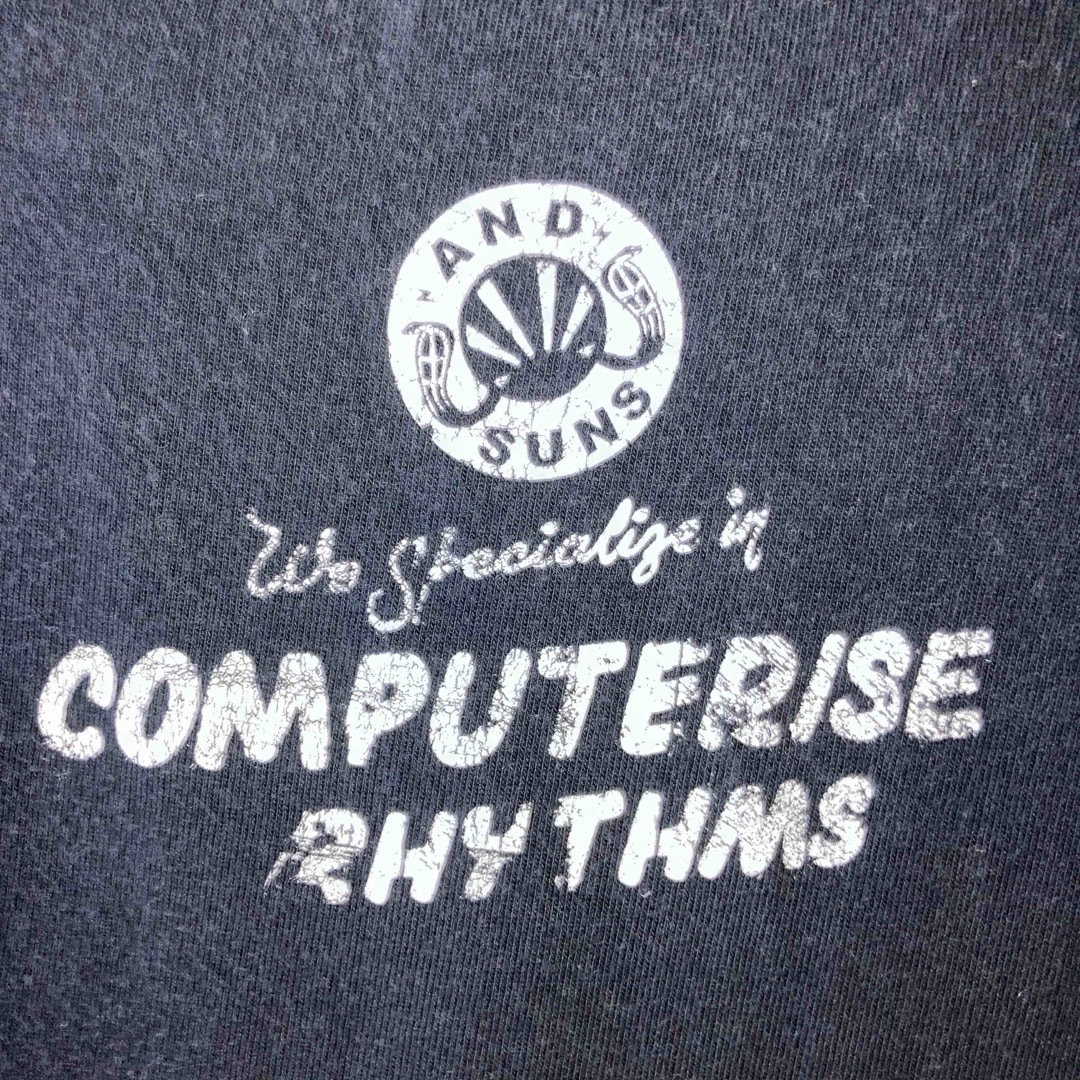 AND
SUNS
We Specialize in
COMPUTERISE
RHYTHMS